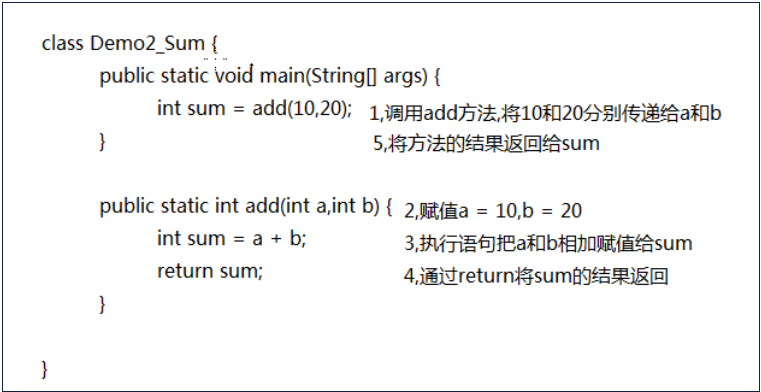 class Demo2_Sum {
public static void main(String[] args) {
int sum = add(10,20); 1,调用add方法,将10和20分别传递给a和b
} 5,将方法的结果返回给sum
public static int add(int a,int b) { 2,赋值a = 10,b = 20
int sum = a + b; 3,执行语句把a和b相加赋值给sum
return sum; 4,通过return将sum的结果返回
}
}